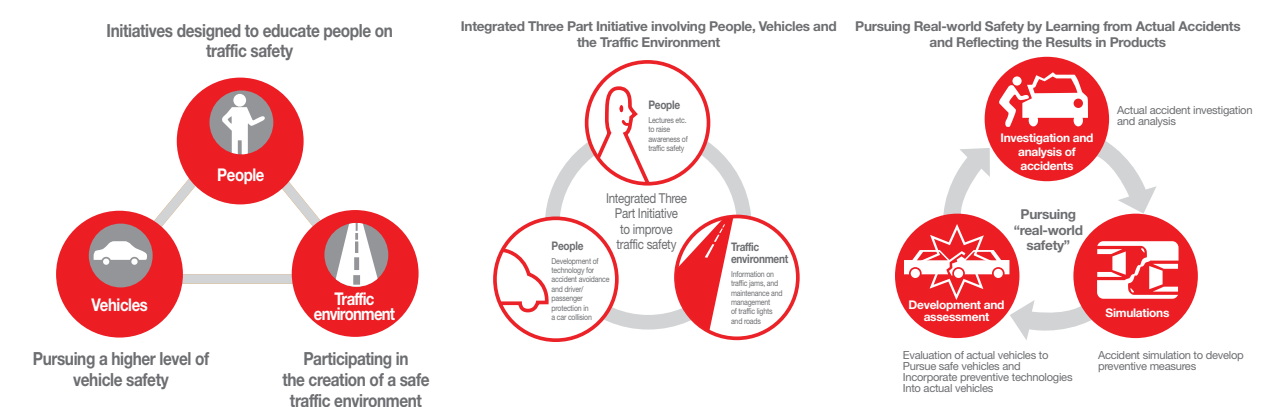 Initiatives designed to educate people on
traffic safety
People
Vehicles
Traffic
environment
Pursuing a higher level of
vehicle safety
Participating in
the creation of a safe
traffic environment
Integrated Three Part Initiative involving People, Vehicles and
the Traffic Environment
People
Lectures etc.
to raise
awareness of
traffic safety
Integrated Three
Part Initiative
to improve
traffic safety
People
Development of
technology for
accident avoidance
and driver/
passenger
protection in
a car collision
Traffic
environment
Information on
traffic jams, and
maintenance and
management
of traffic lights
and roads
Pursuing Real-world Safety by Learning from Actual Accidents
and Reflecting the Results in Products
Investigation and
analysis of
accidents
Actual accident investigation
and analysis
Pursuing
“real-world
safety”
Development and
assessment
Simulations
Evaluation of actual vehicles to
Pursue safe vehicles and
Incorporate preventive technologies
Into actual vehicles
Accident simulation to develop
preventive measures